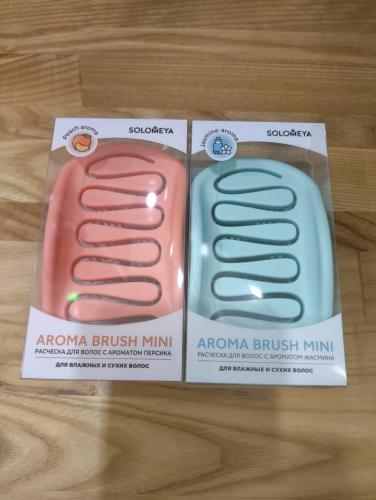 Peach aroma
SOLOMEYA
AROMA BRUSH MINI
РАСЧЕСКА ДЛЯ ВОЛОС С АРОМАТОМ ПЕРСИКА
ДЛЯ ВЛАЖНЫХ И СУХИХ ВОЛОС
Jasmine aroma
SOLOMEYA
AROMA BRUSH MINI
РАСЧЕСКА ДЛЯ ВОЛОС С АРОМАТОМ ЖАСМИНА
ДЛЯ ВЛАЖНЫХ И СУХИХ ВОЛОС